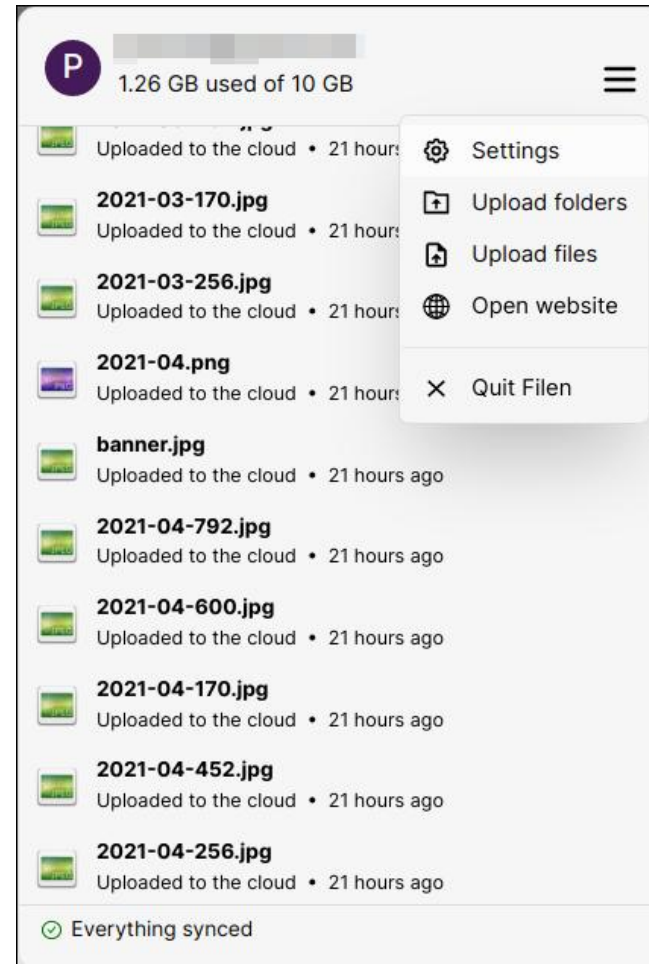 P
1.26 GB used of 10 GB
Uploaded to the cloud • 21 hours
Settings
2021-03-170.jpg
Upload folders
Uploaded to the cloud • 21 hours
Upload files
2021-03-256.jpg
Uploaded to the cloud • 21 hours
Open website
2021-04.png
Uploaded to the cloud • 21 hours
Quit Filen
banner.jpg
Uploaded to the cloud • 21 hours ago
2021-04-792.jpg
Uploaded to the cloud • 21 hours ago
2021-04-600.jpg
Uploaded to the cloud • 21 hours ago
2021-04-170.jpg
Uploaded to the cloud • 21 hours ago
2021-04-452.jpg
Uploaded to the cloud • 21 hours ago
2021-04-256.jpg
Uploaded to the cloud • 21 hours ago
Everything synced